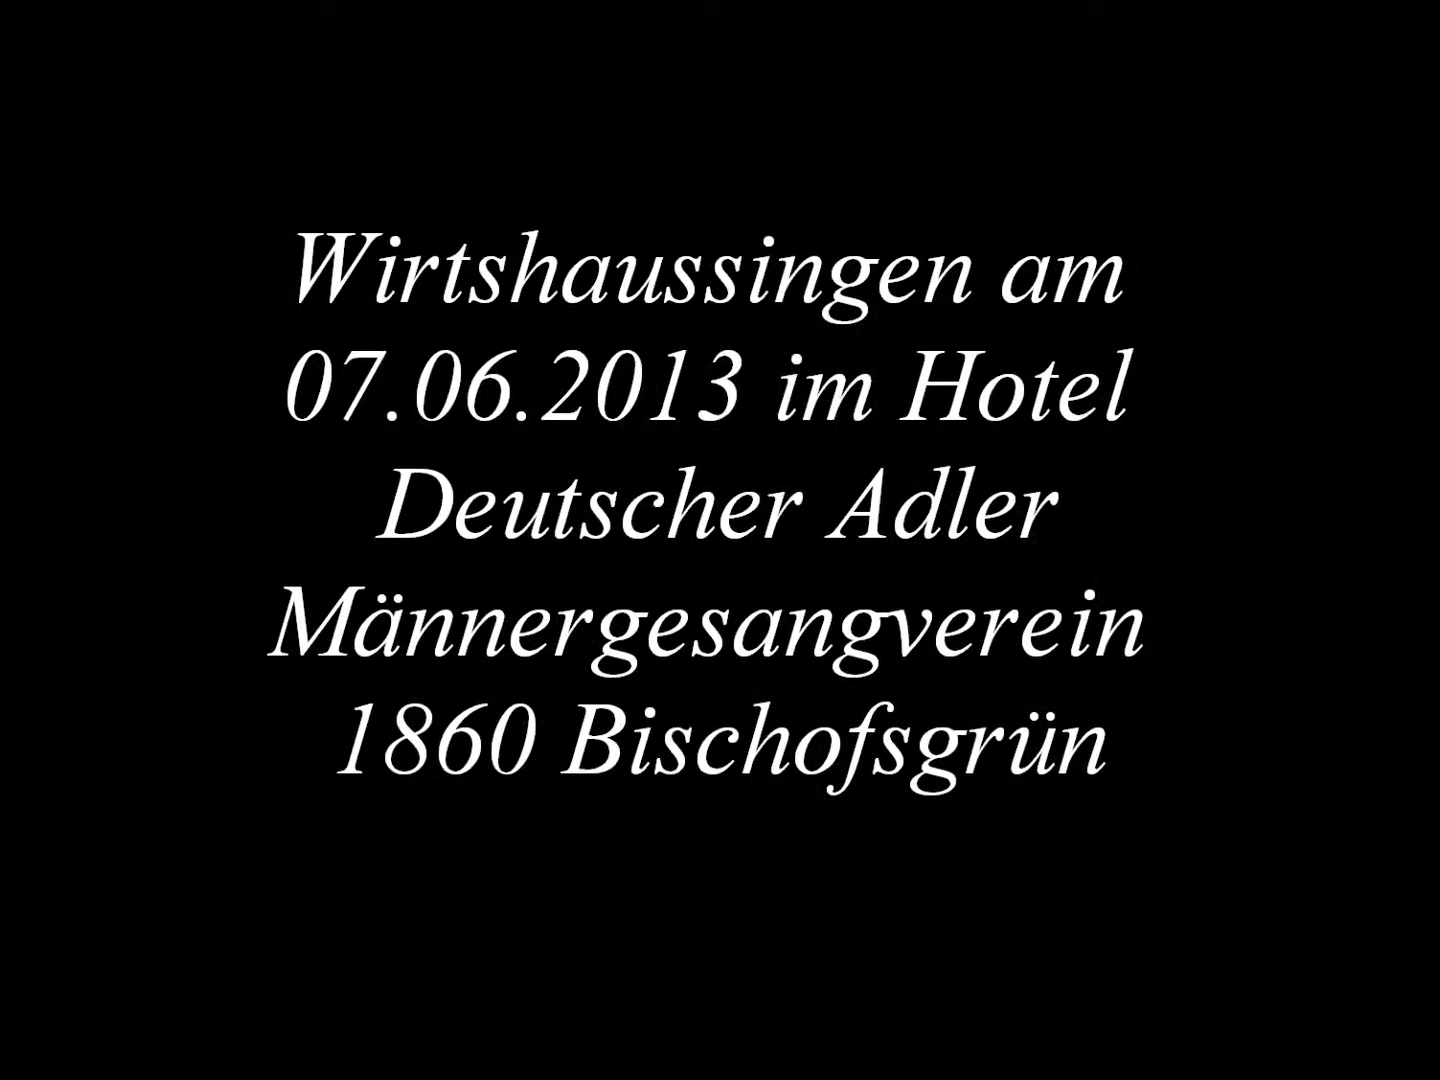 Wirtshaussingen am
07.06.2013 im Hotel
Deutscher Adler
Männergesangverein
1860 Bischofsgrün